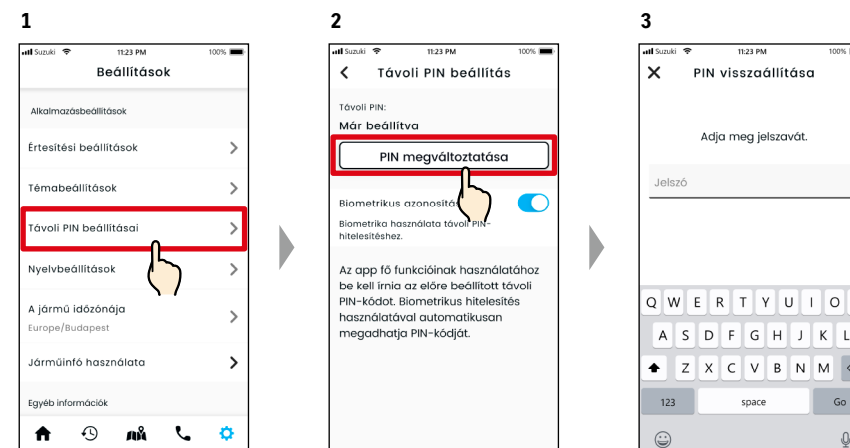 1
Suzuki 11:23 PM 100%
Beállítások
Alkalmazásbeállítások
Értesítési beállítások
Témabeállítások
Távoli PIN beállításai
Nyelvbeállítások
A jármű időzónája
Europe/Budapest
Járműinfó használata
Egyéb információk
2
Suzuki 11:23 PM 100%
Távoli PIN beállítás
Távoli PIN:
Már beállítva
PIN megváltoztatása
Biometrikus azonosítás
Biometrika használata távoli PIN-
hitelesítéshez.
Az app fő funkcióinak használatához
be kell írnia az előre beállított távoli
PIN-kódot. Biometrikus hitelesítés
használatával automatikusan
megadhatja PIN-kódját.
3
Suzuki 11:23 PM 100%
PIN visszaállítása
Adja meg jelszavát.
Jelszó
Q W E R T Y U I O
A S D F G H J K L
Z X C V B N M
123 space Go